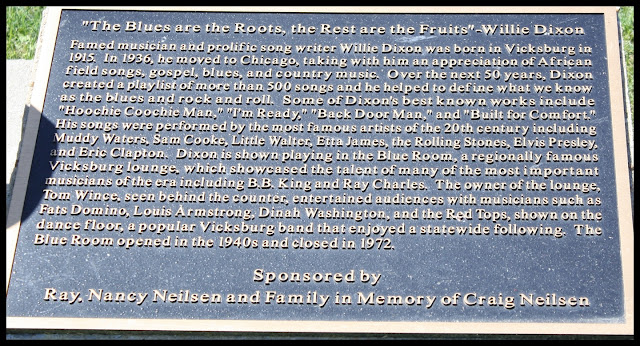 "The Blues are the Roots, the Rest are the Fruits"-Willie Dixon
Famed musician and prolific song writer Willie Dixon was born in Vicksburg in
1915. In 1936, he moved to Chicago, taking with him an appreciation of African
field songs, gospel, blues, and country music. Over the next 50 years, Dixon
created a playlist of more than 500 songs and he helped to define what we know
as the blues and rock and roll. Some of Dixon's best known works include
"Hoochie Coochie Man," "I'm Ready," "Back Door Man," and "Built for Comfort."
His songs were performed by the most famous artists of the 20th century including
Muddy Waters, Sam Cooke, Little Walter, Etta James, the Rolling Stones, Elvis Presley,
and Eric Clapton. Dixon is shown playing in the Blue Room, a regionally famous
Vicksburg lounge, which showcased the talent of many of the most important
musicians of the era including B.B. King and Ray Charles. The owner of the lounge,
Tom Wince, seen behind the counter, entertained audiences with musicians such as
Fats Domino, Louis Armstrong, Dinah Washington, and the Red Tops, shown on the
dance floor, a popular Vicksburg band that enjoyed a statewide following. The
Blue Room opened in the 1940s and closed in 1972.
Sponsored by
Ray, Nancy Neilsen and Family in Memory of Craig Neilsen